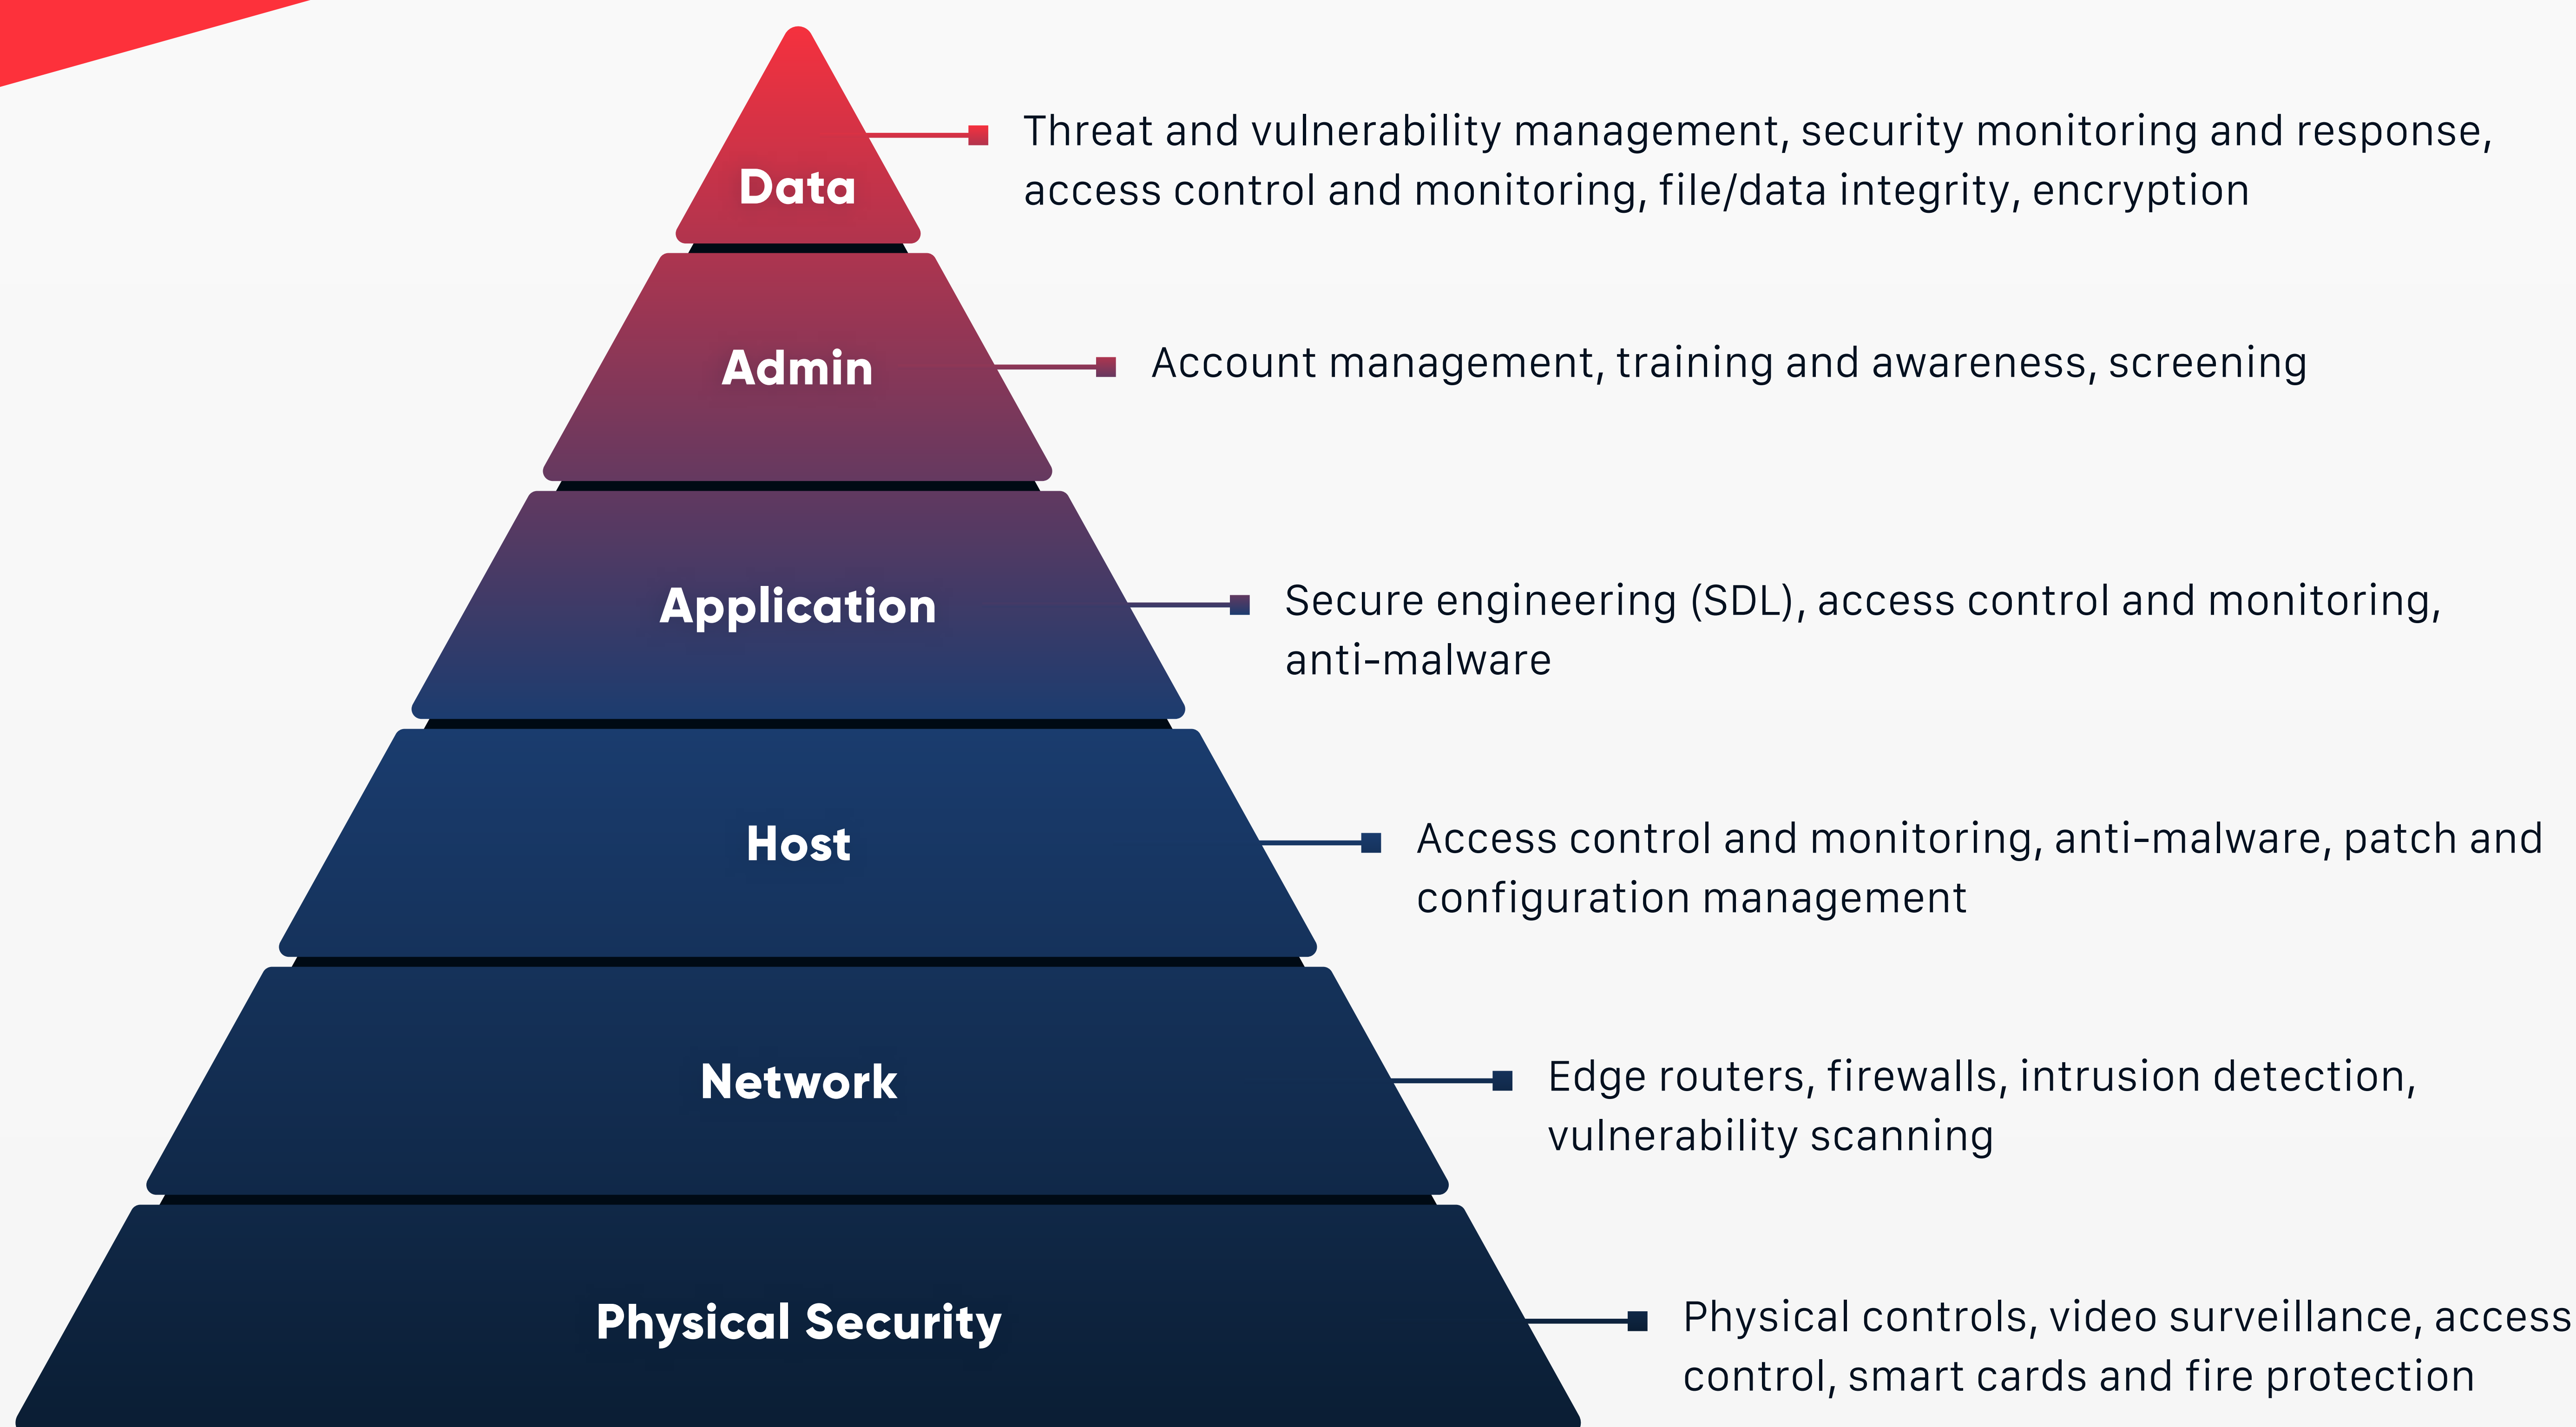 Data
Threat and vulnerability management, security monitoring and response,
access control and monitoring, file/data integrity, encryption
Admin
Account management, training and awareness, screening
Application
Secure engineering (SDL), access control and monitoring,
anti-malware
Host
Access control and monitoring, anti-malware, patch and
configuration management
Network
Edge routers, firewalls, intrusion detection,
vulnerability scanning
Physical Security
Physical controls, video surveillance, access
control, smart cards and fire protection